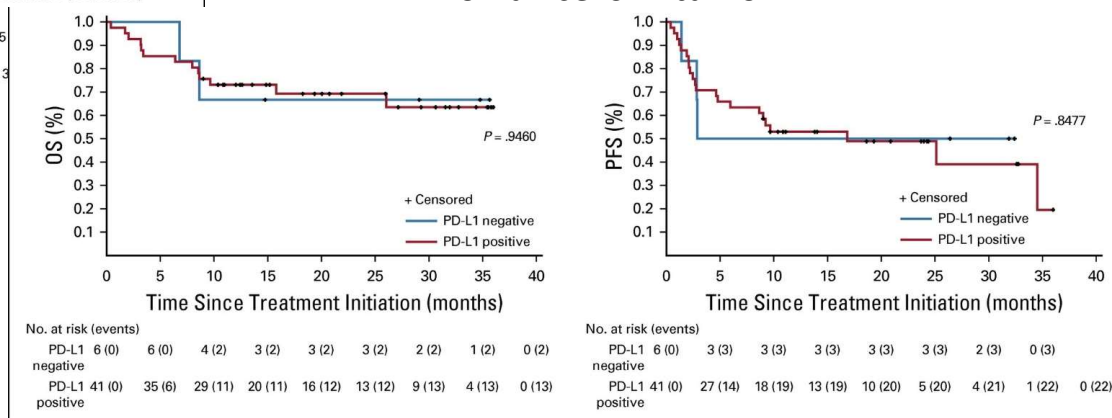 5
3
1.0
0.9
0.8
0.7
0.6
0.5
0.4
0.3
0.2
0.1
OS (%)
P = .9460
+ Censored
PD-L1 negative
PD-L1 positive
0 5 10 15 20 25 30 35 40
Time Since Treatment Initiation (months)
No. at risk (events)
PD-L1 negative 6 (0) 6 (0) 4 (2) 3 (2) 3 (2) 3 (2) 2 (2) 1 (2) 0 (2)
PD-L1 positive 41 (0) 35 (6) 29 (11) 20 (11) 16 (12) 13 (12) 9 (13) 4 (13) 0 (13)
1.0
0.9
0.8
0.7
0.6
0.5
0.4
0.3
0.2
0.1
PFS (%)
P = .8477
+ Censored
PD-L1 negative
PD-L1 positive
0 5 10 15 20 25 30 35 40
Time Since Treatment Initiation (months)
No. at risk (events)
PD-L1 negative 6 (0) 3 (3) 3 (3) 3 (3) 3 (3) 3 (3) 2 (3) 0 (3)
PD-L1 positive 41 (0) 27 (14) 18 (19) 13 (19) 10 (20) 5 (20) 4 (21) 1 (22) 0 (22)